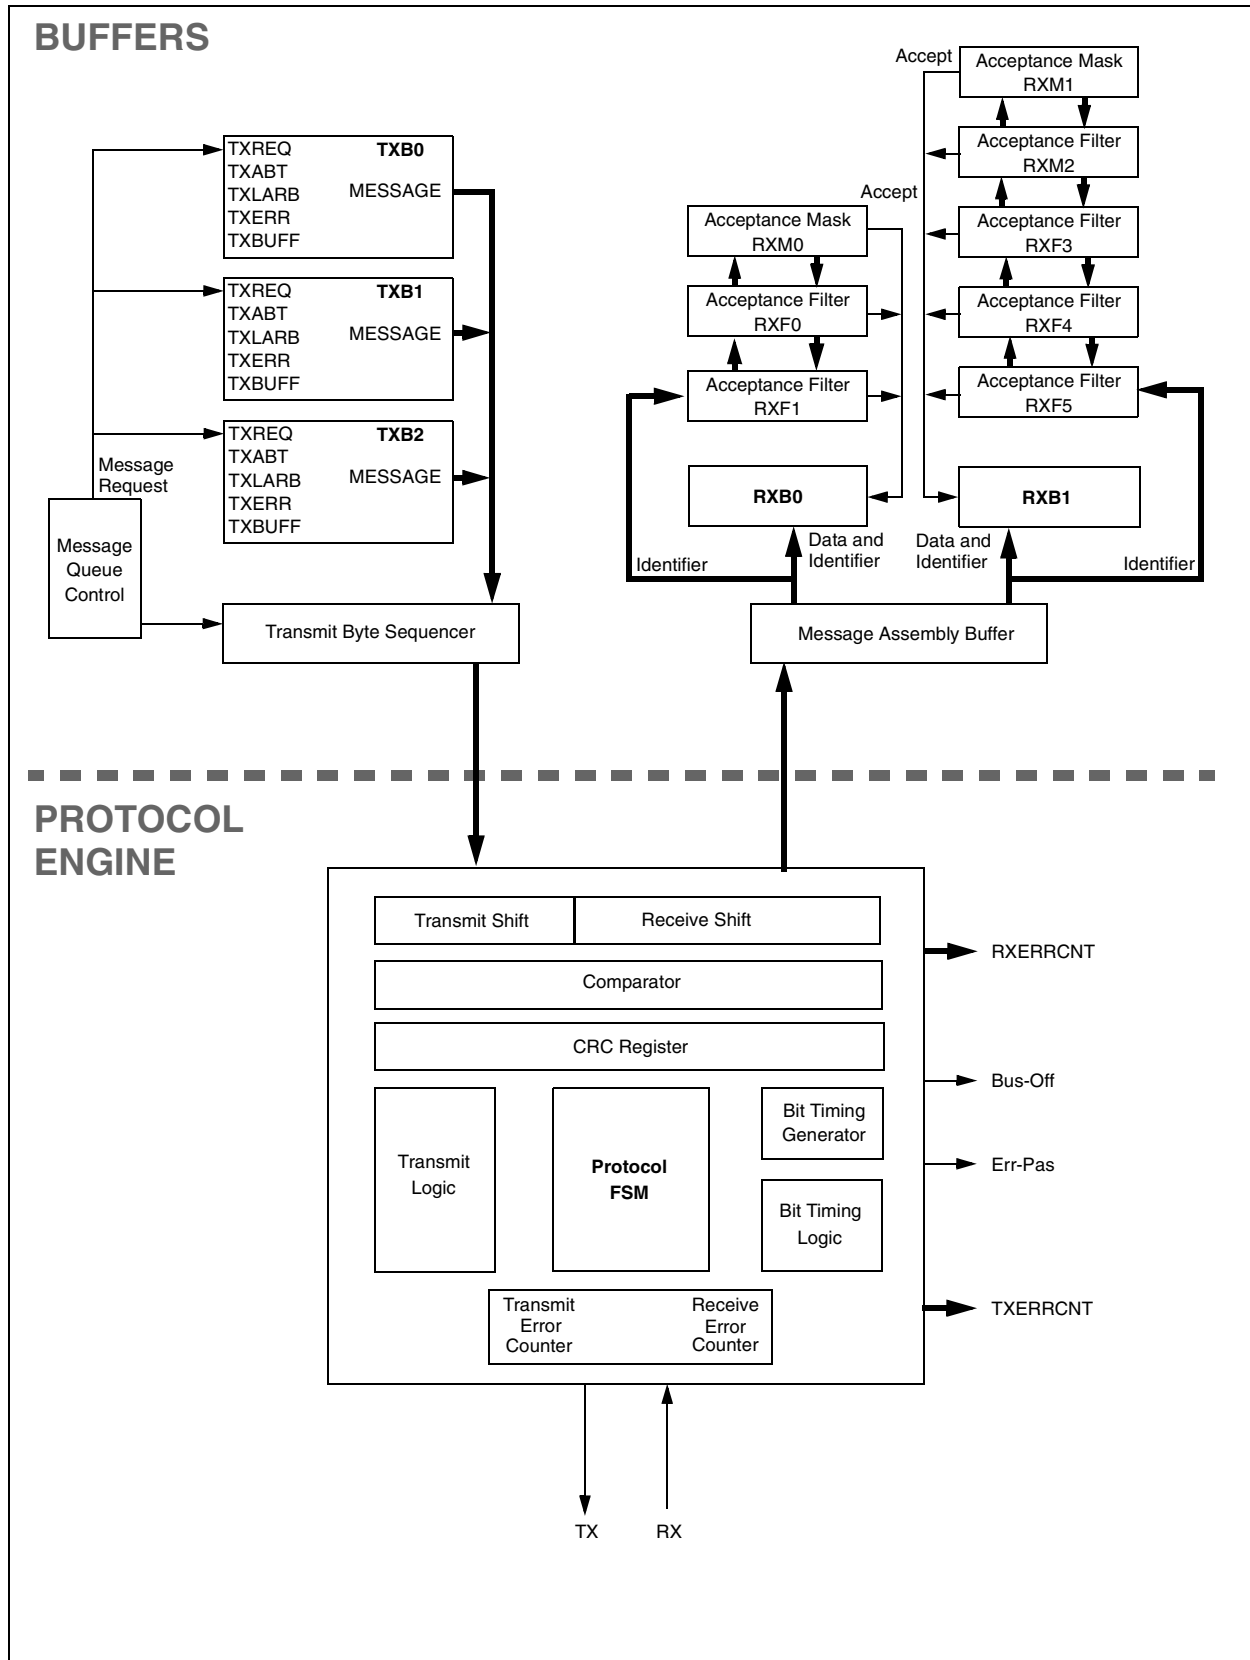 BUFFERS
Accept
Acceptance Mask
RXM1
Acceptance Filter
RXM2
Accept
Acceptance Filter
RXF3
Acceptance Filter
RXF4
Acceptance Filter
RXF5
Acceptance Mask
RXM0
Acceptance Filter
RXF0
Acceptance Filter
RXF1
TXREQ
TXABT
TXLARB
TXERR
TXBUFF
TXB0
MESSAGE
TXREQ
TXABT
TXLARB
TXERR
TXBUFF
TXB1
MESSAGE
TXREQ
TXABT
TXLARB
TXERR
TXBUFF
TXB2
MESSAGE
Message
Request
Message
Queue
Control
Transmit Byte Sequencer
RXB0
RXB1
Identifier
Data and
Identifier
Data and
Identifier
Identifier
Message Assembly Buffer
PROTOCOL
ENGINE
Transmit Shift
Receive Shift
Comparator
CRC Register
Transmit
Logic
Protocol
FSM
Bit Timing
Generator
Bit Timing
Logic
Transmit
Error
Counter
Receive
Error
Counter
RXERRCNT
Bus-Off
Err-Pas
TXERRCNT
TX
RX